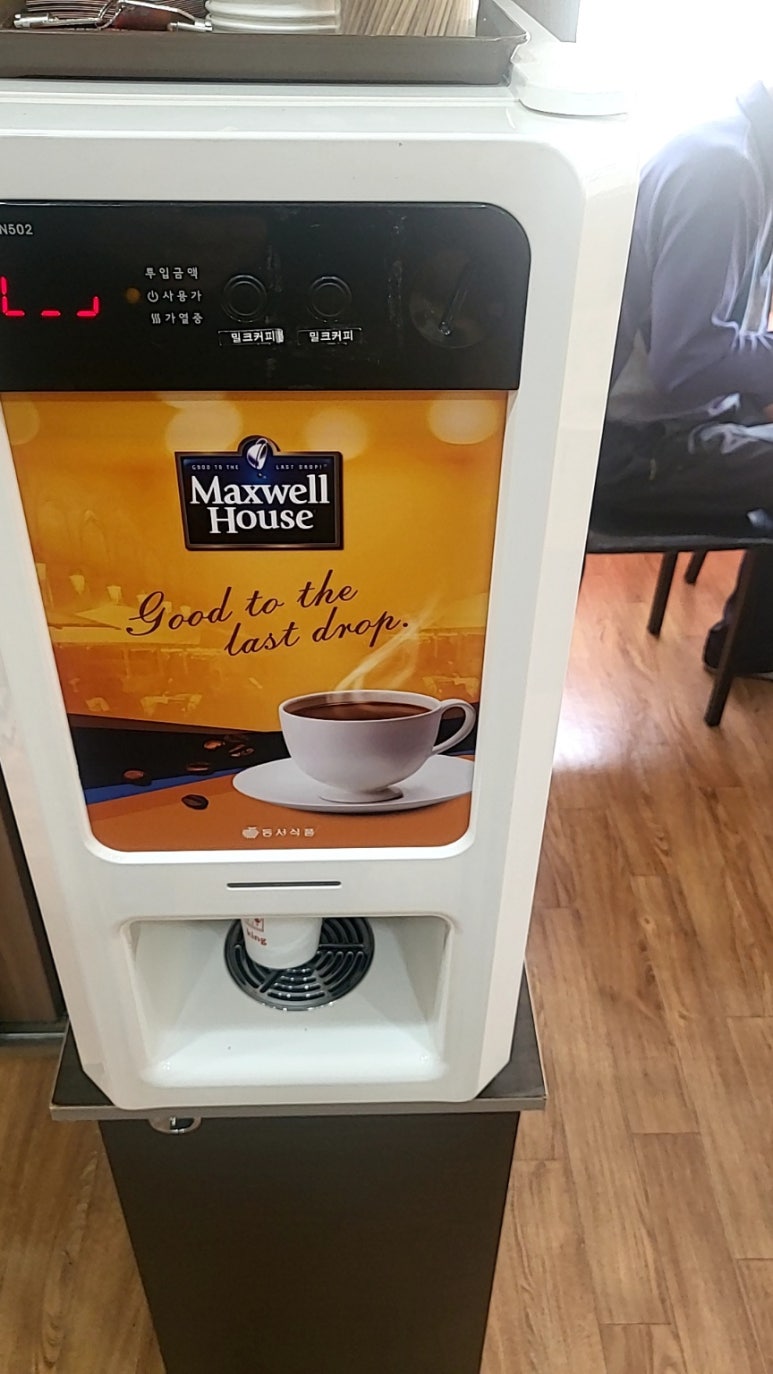 N502
투입금액
사용가
가열중
밀크커피 밀크커피
GOOD TO THE LAST DROP!
Maxwell
House
Good to the
last drop.
동서식품
king